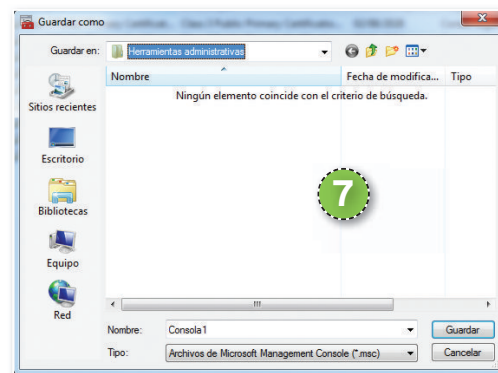 Guardar como
Guardar en: Herramientas administrativas
Nombre Fecha de modifica... Tipo
Ningún elemento coincide con el criterio de búsqueda.
Sitios recientes
Escritorio
7
Bibliotecas
Equipo
Red
Nombre: Consola1 Guardar
Tipo: Archivos de Microsoft Management Console (*.msc) Cancelar